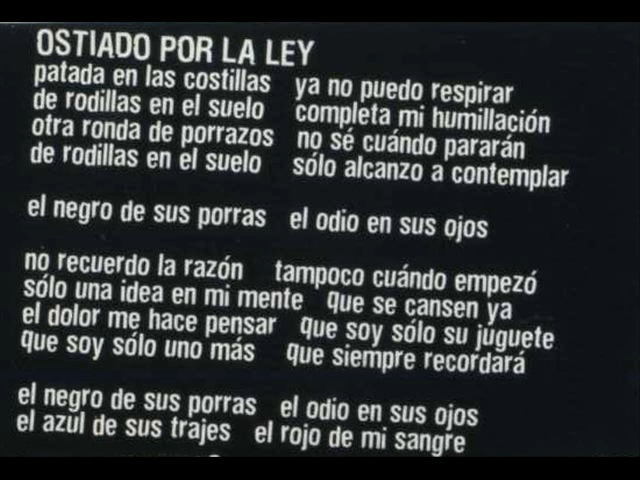 OSTIADO POR LA LEY
patada en las costillas ya no puedo respirar
de rodillas en el suelo completa mi humillación
otra ronda de porrazos no sé cuándo pararán
de rodillas en el suelo sólo alcanzo a contemplar
el negro de sus porras el odio en sus ojos
no recuerdo la razón tampoco cuándo empezó
sólo una idea en mi mente que se cansen ya
el dolor me hace pensar que soy sólo su juguete
que soy sólo uno más que siempre recordará
el negro de sus porras el odio en sus ojos
el azul de sus trajes el rojo de mi sangre